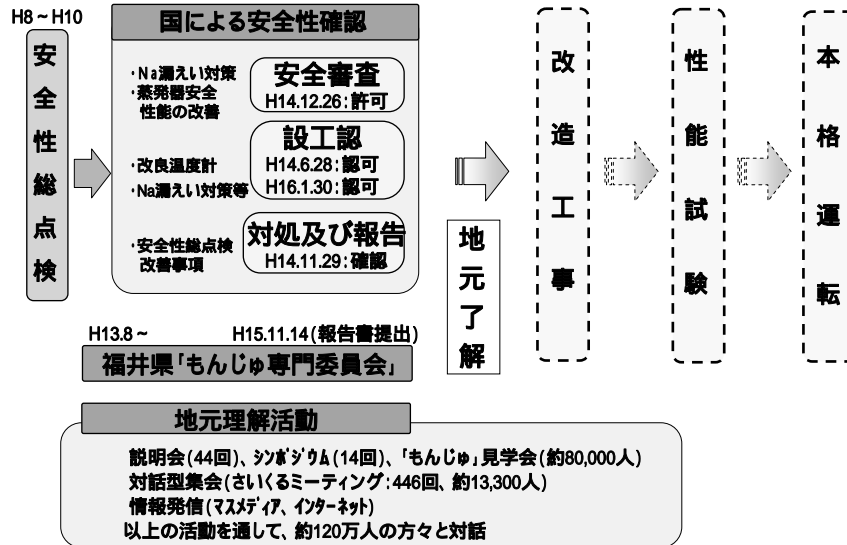 H8~H10
安全性総点検
国による安全性確認
・Na漏えい対策
・蒸発器安全
性能の改善
安全審査
H14.12.26:許可
・改良温度計
・Na漏えい対策等
設工認
H14.6.28:認可
H16.1.30:認可
・安全性総点検
改善事項
対処及び報告
H14.11.29:確認
地元了解
改造工事
性能試験
本格運転
H13.8~
H15.11.14(報告書提出)
福井県「もんじゅ専門委員会」
地元理解活動
説明会(44回)、シンポジウム(14回)、「もんじゅ」見学会(約80,000人)
対話型集会(さいくるミーティング:446回、約13,300人)
情報発信(マスメディア、インターネット)
以上の活動を通して、約120万人の方々と対話